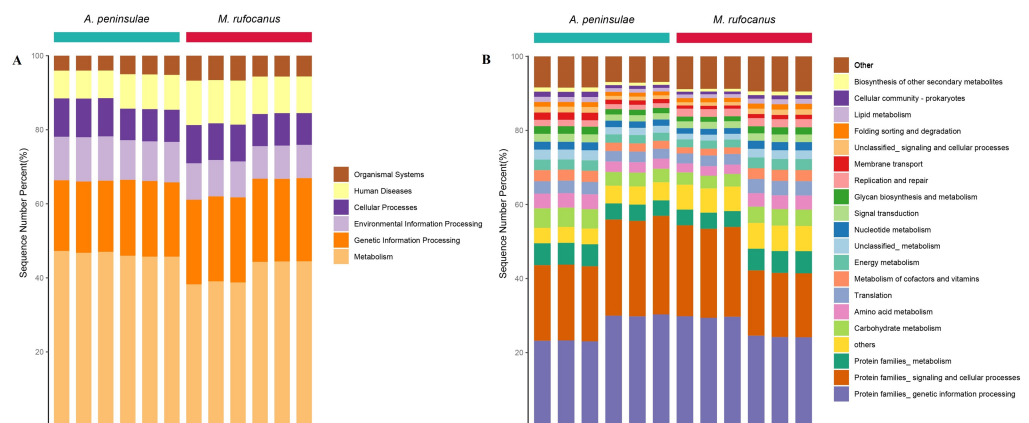 A. peninsulae
M. rufocanus
A
100
80
60
40
20
Sequence Number Percent(%)
Organismal Systems
Human Diseases
Cellular Processes
Environmental Information Processing
Genetic Information Processing
Metabolism
A. peninsulae
M. rufocanus
B
100
80
60
40
20
Sequence Number Percent(%)
Other
Biosynthesis of other secondary metabolites
Cellular community - prokaryotes
Lipid metabolism
Folding sorting and degradation
Unclassified_ signaling and cellular processes
Membrane transport
Replication and repair
Glycan biosynthesis and metabolism
Signal transduction
Nucleotide metabolism
Unclassified_ metabolism
Energy metabolism
Metabolism of cofactors and vitamins
Translation
Amino acid metabolism
Carbohydrate metabolism
others
Protein families_ metabolism
Protein families_ signaling and cellular processes
Protein families_ genetic information processing